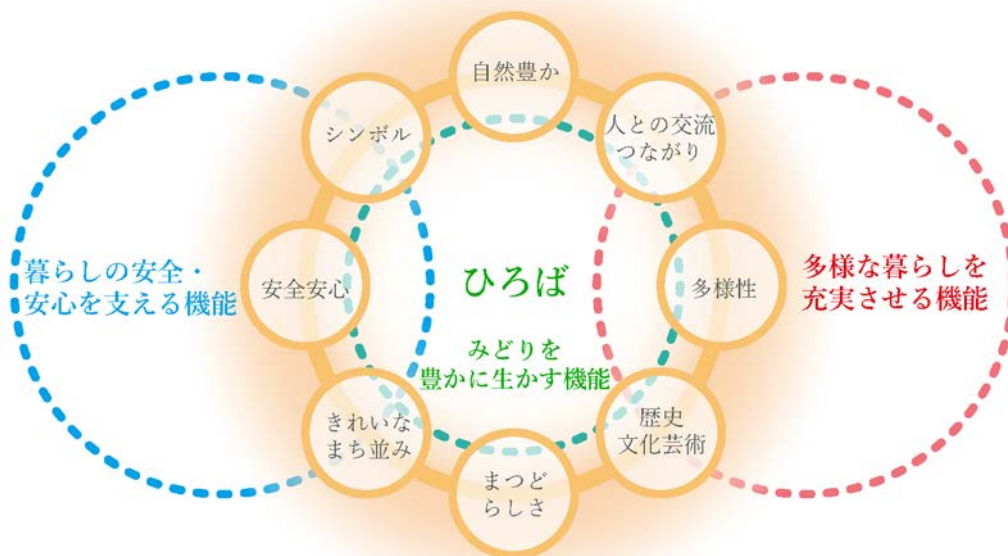 自然豊か
シンボル
人との交流
つながり
暮らしの安全・
安心を支える機能
安全安心
ひろば
多様性
多様な暮らしを
充実させる機能
みどりを
豊かに生かす機能
きれいな
まち並み
歴史
文化芸術
まつど
らしさ